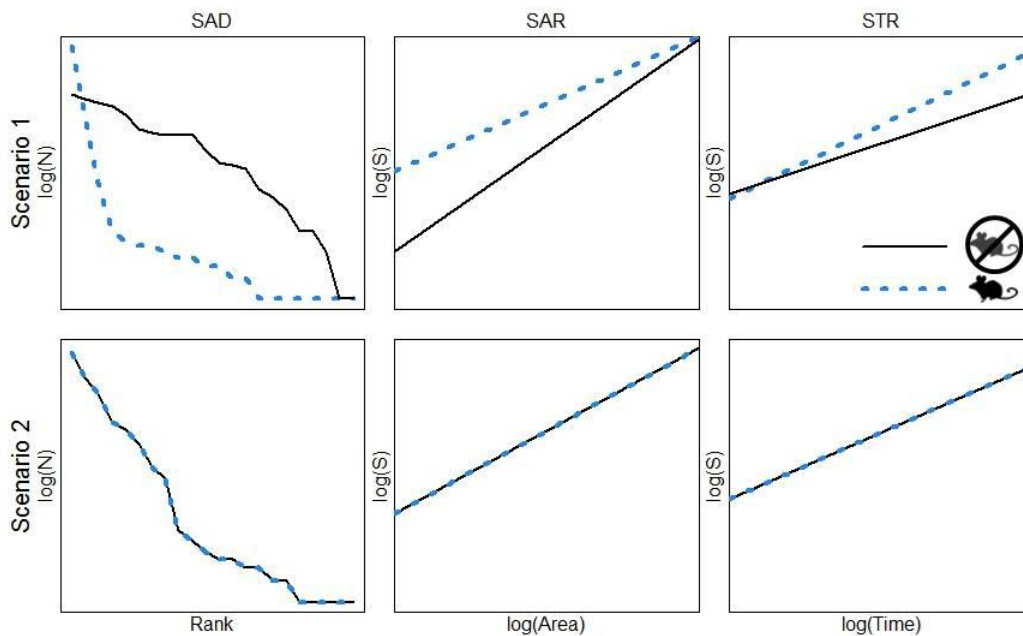 SAD SAR STR
Scenario 1
log(N)
log(S)
log(S)
Scenario 2
log(N)
log(S)
log(S)
Rank log(Area) log(Time)